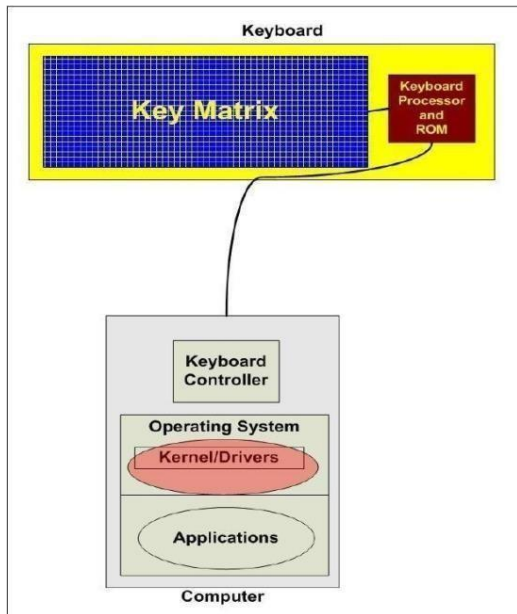 Keyboard
Key Matrix
Keyboard
Processor
and
ROM
Keyboard
Controller
Operating System
Kernel/Drivers
Applications
Computer